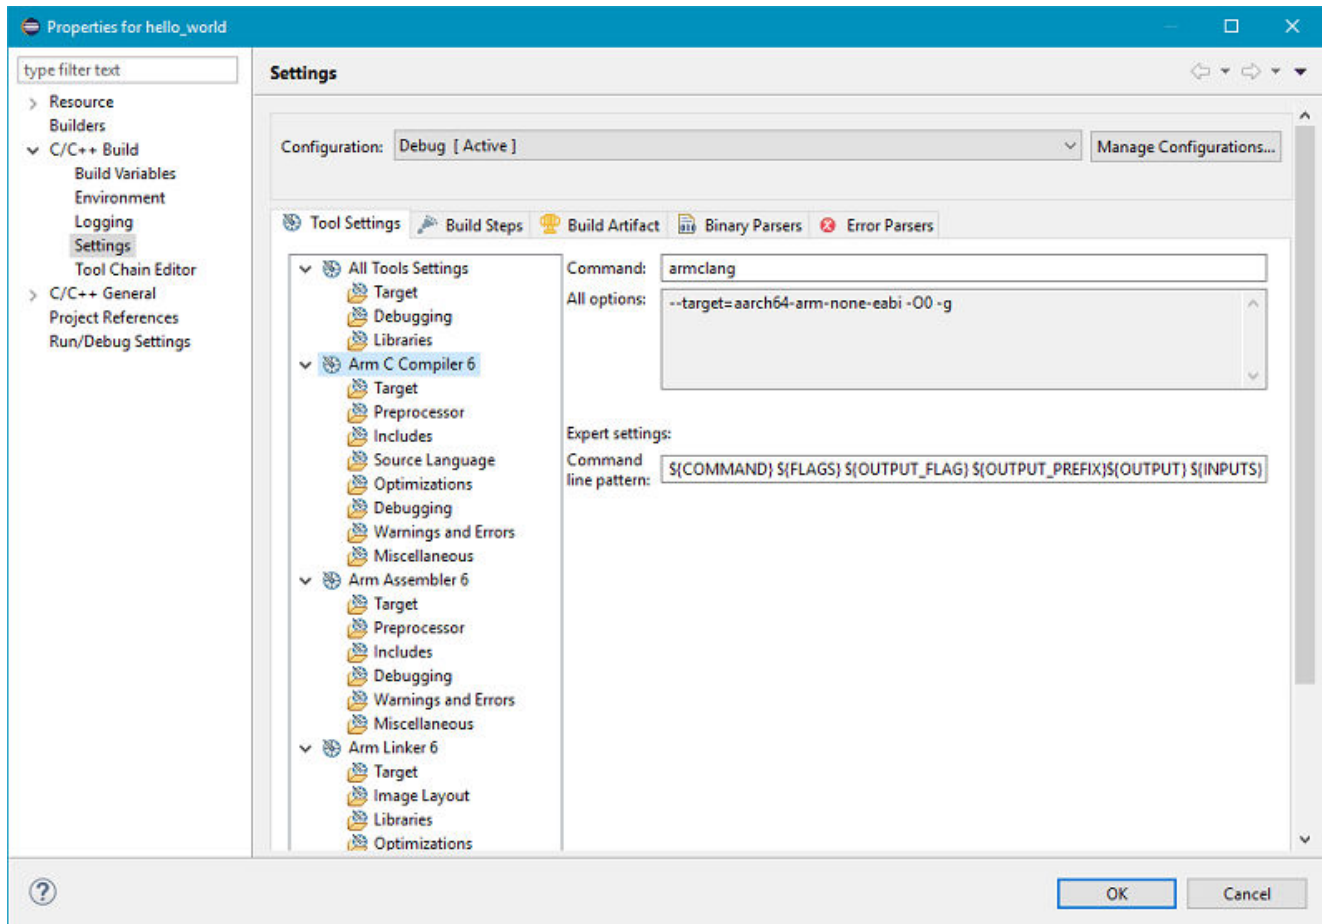 Properties for hello_world
type filter text
Resource
Builders
C/C++ Build
Build Variables
Environment
Logging
Settings
Tool Chain Editor
C/C++ General
Project References
Run/Debug Settings
Settings
Configuration: Debug [ Active ] Manage Configurations...
Tool Settings Build Steps Build Artifact Binary Parsers Error Parsers
All Tools Settings
Target
Debugging
Libraries
Arm C Compiler 6
Target
Preprocessor
Includes
Source Language
Optimizations
Debugging
Warnings and Errors
Miscellaneous
Arm Assembler 6
Target
Preprocessor
Includes
Debugging
Warnings and Errors
Miscellaneous
Arm Linker 6
Target
Image Layout
Libraries
Optimizations
Command: armclang
All options: --target=aarch64-arm-none-eabi -O0 -g
Expert settings:
Command
line pattern: ${COMMAND} ${FLAGS} ${OUTPUT_FLAG} ${OUTPUT_PREFIX}${OUTPUT} ${INPUTS}
OK Cancel